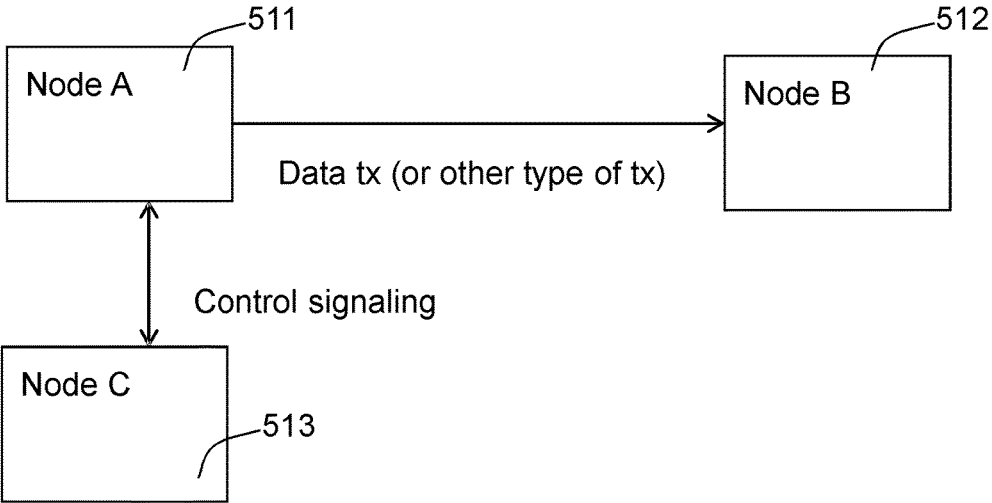 511
512
Node A
Node B
Data tx (or other type of tx)
Control signaling
Node C
513